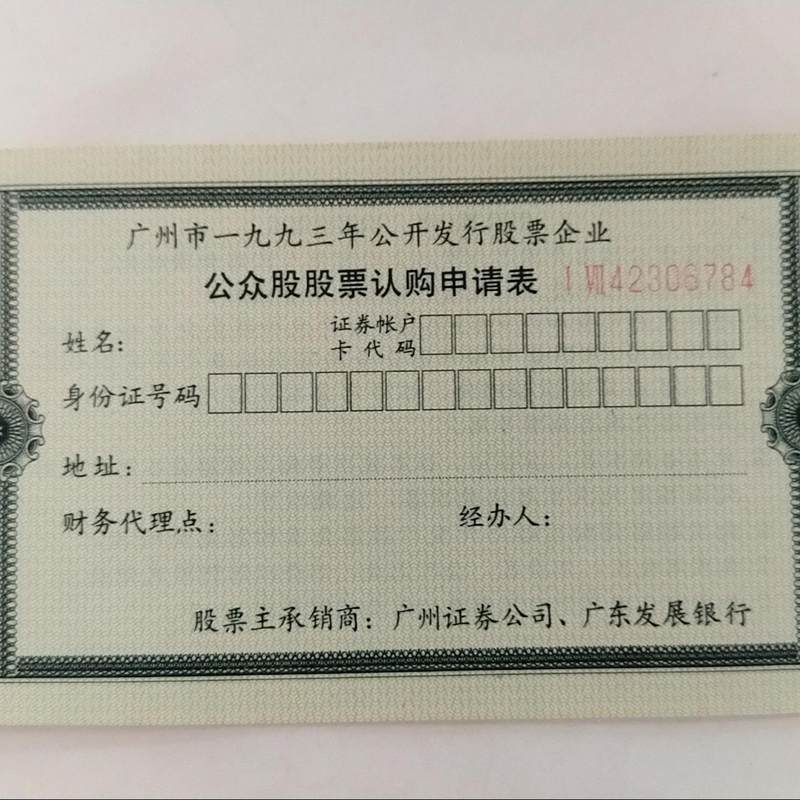 广州市一九九三年公开发行股票企业
公众股股票认购申请表 I Ⅶ42306784
姓名: 证券帐户
卡代码
身份证号码
地址:
财务代理点: 经办人:
股票主承销商: 广州证券公司、广东发展银行